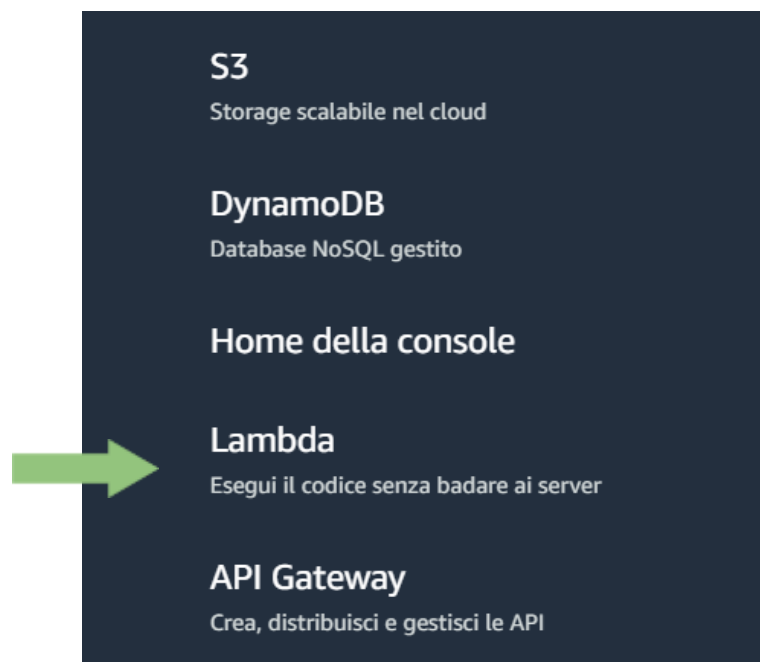 S3
Storage scalabile nel cloud
DynamoDB
Database NoSQL gestito
Home della console
Lambda
Esegui il codice senza badare ai server
API Gateway
Crea, distribuisci e gestisci le API